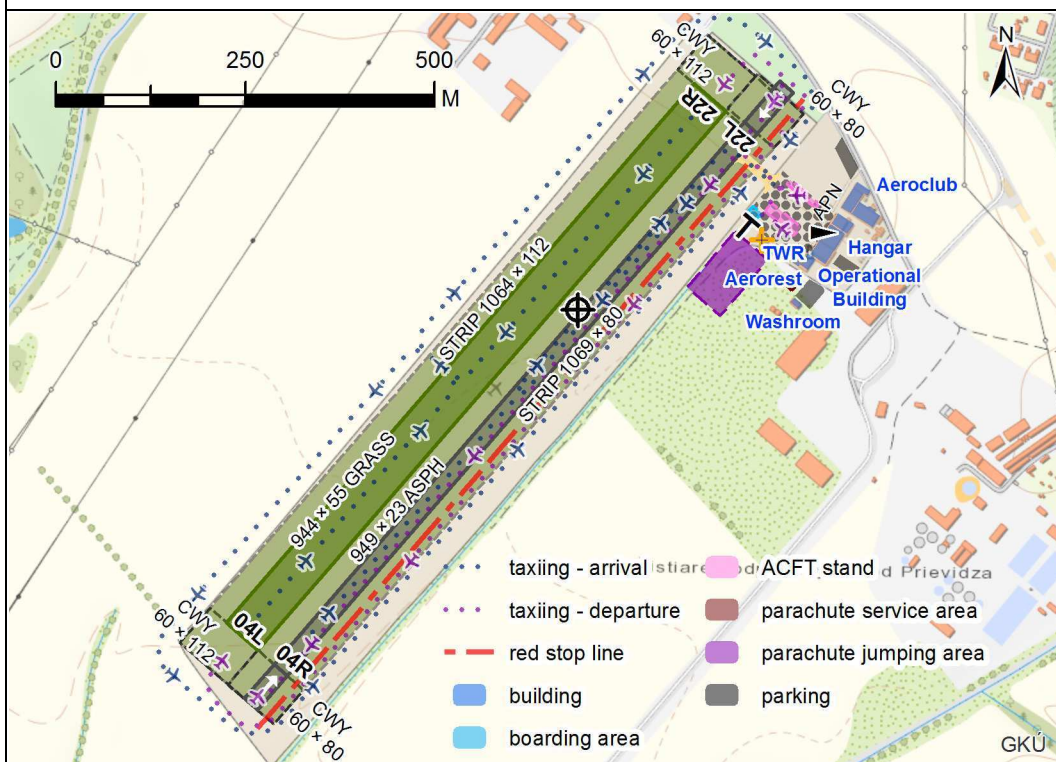 0 250 500
M
N
CWY
60 × 112
CWY
60 × 80
22R
22L
APN
Aeroclub
Hangar
TWR
Operational
Building
Aerorest
Washroom
STRIP 1064 × 112
STRIP 1069 × 80
944 × 55 GRASS
949 × 23 ASPH
04L
04R
CWY
60 × 112
CWY
60 × 80
taxiing - arrival
taxiing - departure
red stop line
building
boarding area
ACFT stand
parachute service area
parachute jumping area
parking
Prievidza
GKÚ